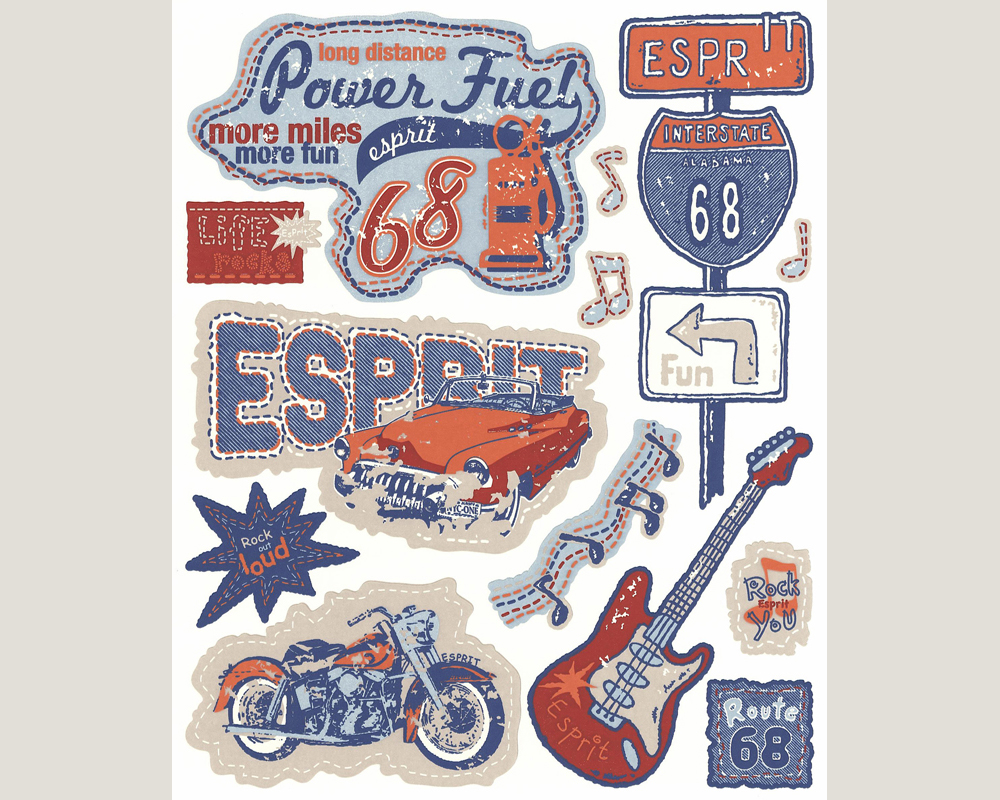 long distance
Power Fuel
more miles
more fun
esprit
68
ESPRIT
INTERSTATE
ALABAMA
68
LIFE
Esprit
rocks
Fun
ESPRIT
Rock
out
loud
Rock
Esprit
You
ESPRIT
Esprit
Route
68